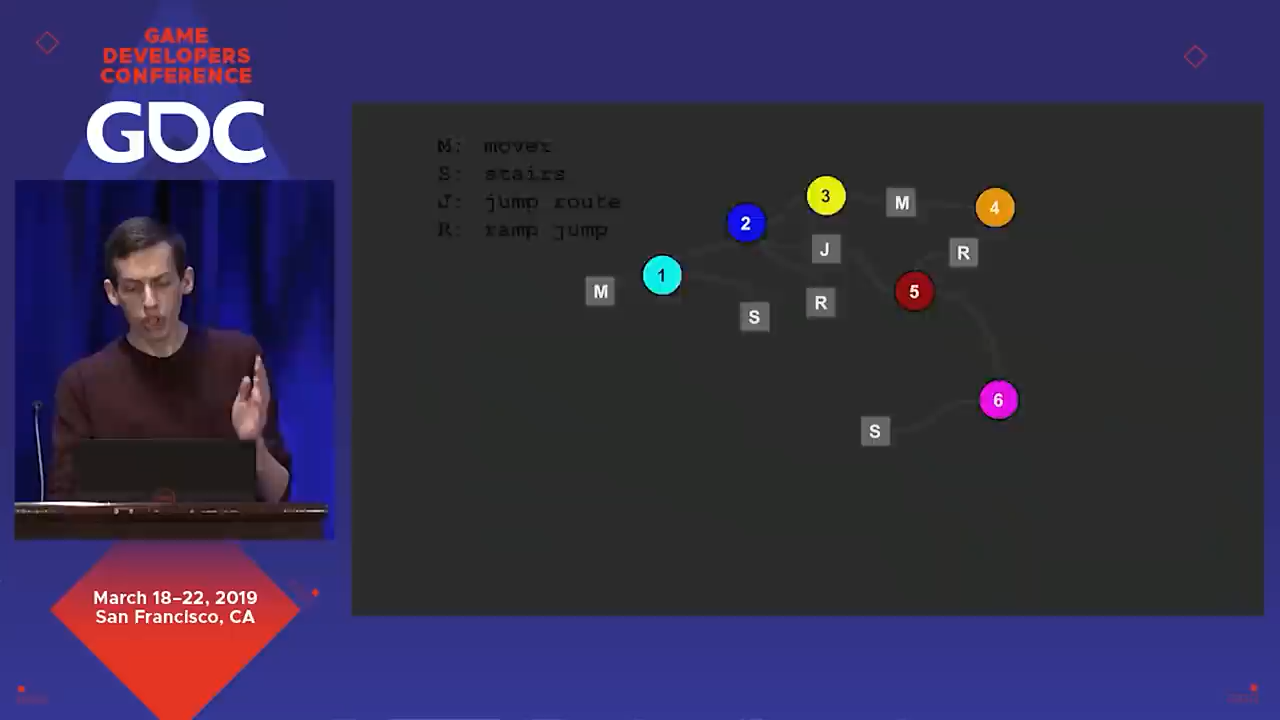 GAME
DEVELOPERS
CONFERENCE
GDC
M: mover
S: stairs
J: jump route
R: ramp jump
3
M
4
2
J
R
1
M
R
5
S
6
S
March 18–22, 2019
San Francisco, CA